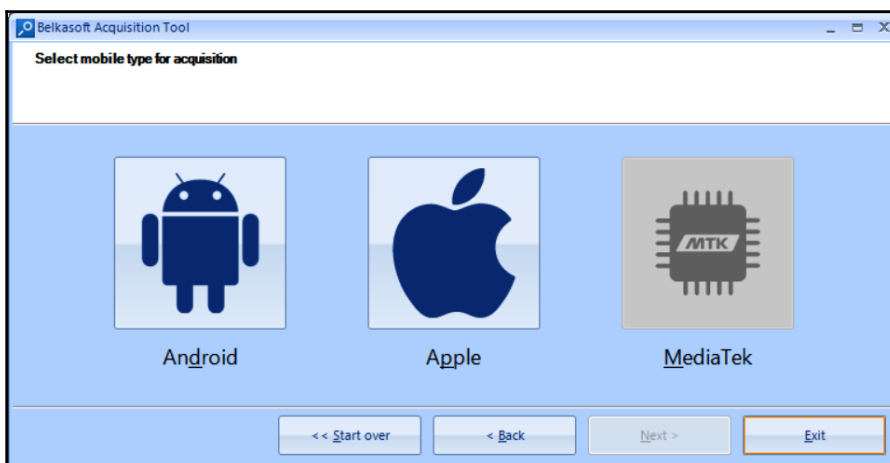 Belkasoft Acquisition Tool
Select mobile type for acquisition
MTK
Android
Apple
MediaTek
<< Start over
< Back
Next >
Exit